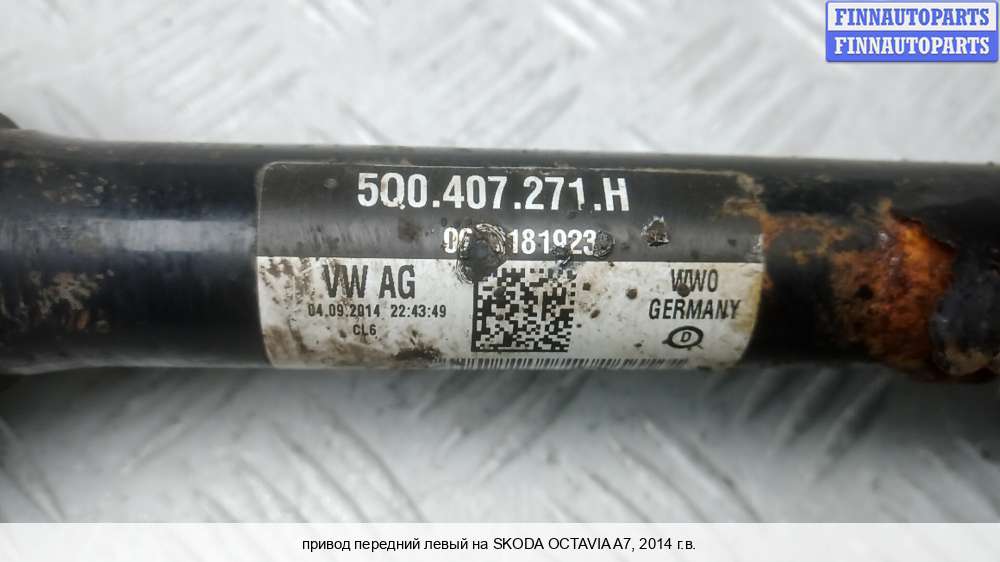 FINNAUTOPARTS
FINNAUTOPARTS
5Q0.407.271.H
181923
VW AG
04.09.2014 22:43:49
CL6
WWO
GERMANY
D
привод передний левый на SKODA OCTAVIA A7, 2014 г.в.